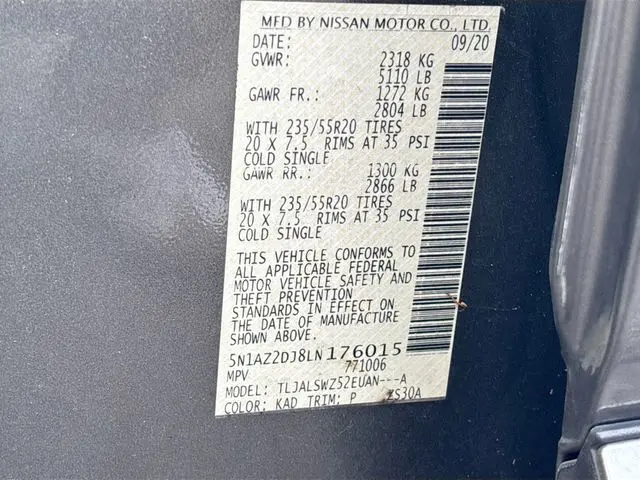 MFD BY NISSAN MOTOR CO., LTD.
DATE: 09/20
GVWR: 2318 KG
5110 LB
GAWR FR.: 1272 KG
2804 LB
WITH 235/55R20 TIRES
20 X 7.5 RIMS AT 35 PSI
COLD SINGLE
GAWR RR.: 1300 KG
2866 LB
WITH 235/55R20 TIRES
20 X 7.5 RIMS AT 35 PSI
COLD SINGLE
THIS VEHICLE CONFORMS TO
ALL APPLICABLE FEDERAL
MOTOR VEHICLE SAFETY AND
THEFT PREVENTION
STANDARDS IN EFFECT ON
THE DATE OF MANUFACTURE
SHOWN ABOVE.
5N1AZ2DJ8LN176015
771006
MPV
MODEL: TLJALSWZ52EUAN---A
COLOR: KAD TRIM: P